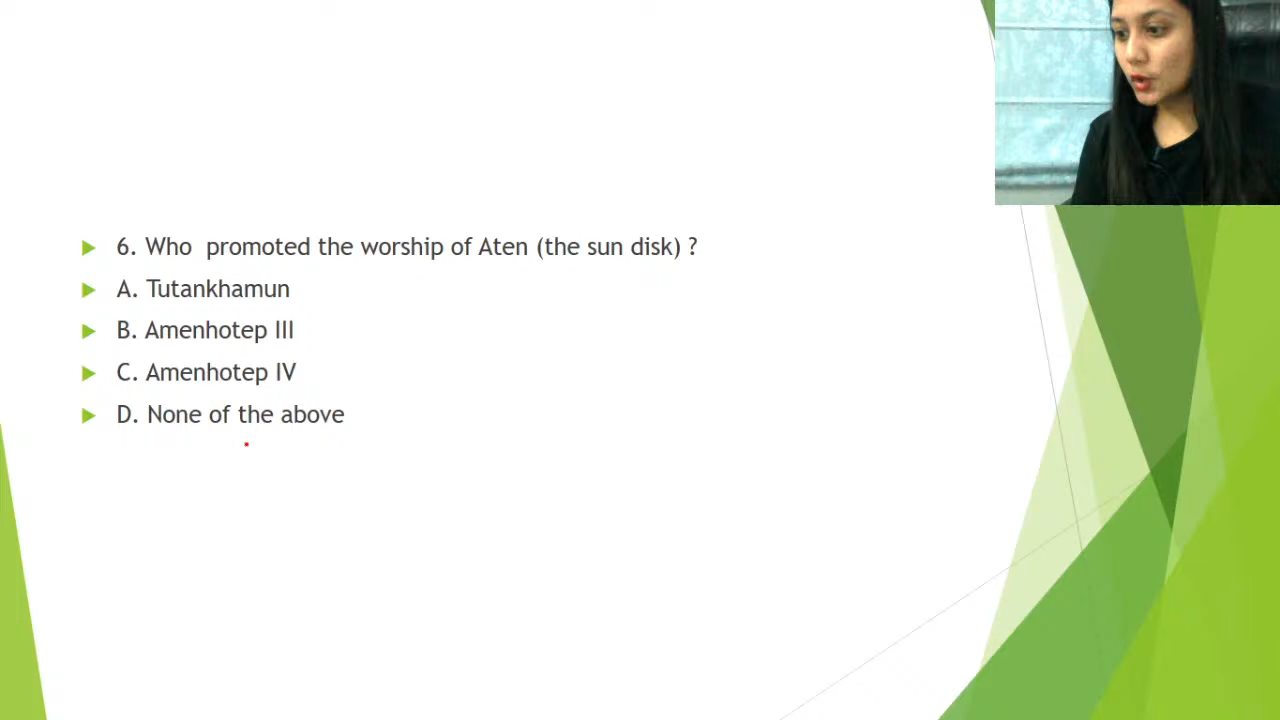 6. Who  promoted the worship of Aten (the sun disk) ?
A. Tutankhamun
B. Amenhotep III
C. Amenhotep IV
D. None of the above